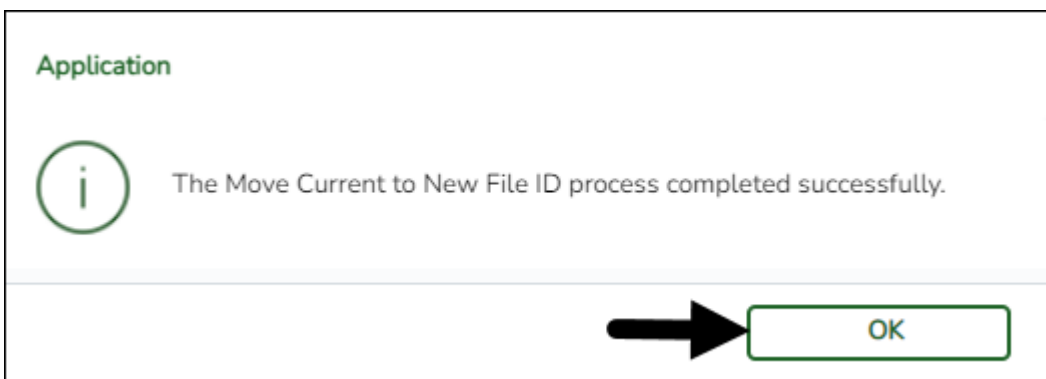 Application
The Move Current to New File ID process completed successfully.
OK